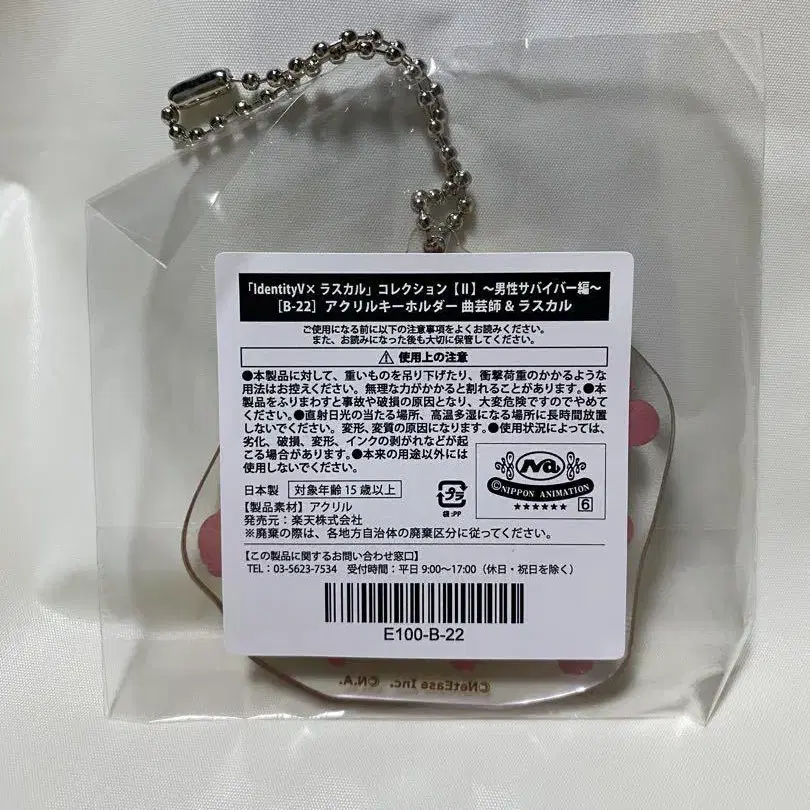 「IdentityV× ラスカル」コレクション【Ⅱ】～男性サバイバー編～
［B-22］アクリルキーホルダー 曲芸師 & ラスカル
ご使用になる前に以下の注意事項をよくお読みください。
また、お読みになった後も大切に保管してください。
⚠ 使用上の注意
●本製品に対して、重いものを吊り下げたり、衝撃荷重のかかるような
用法はお控えください。無理な力がかかると割れることがあります。●本
製品をふりまわすと事故や破損の原因となり、大変危険ですのでやめて
ください。●直射日光の当たる場所、高温多湿になる場所に長時間放置
しないでください。変形、変質の原因になります。●使用状況によっては、
劣化、破損、変形、インクの剥がれなどが起
こる場合があります。●本来の用途以外には
使用しないでください。
Na
©NIPPON ANIMATION
★★★★★★
6
日本製 対象年齢 15 歳以上
【製品素材】アクリル
発売元：楽天株式会社
プラ
袋:PP
※廃棄の際は、各地方自治体の廃棄区分に従ってください。
【この製品に関するお問い合わせ窓口】
TEL：03-5623-7534 受付時間：平日 9:00～17:00（休日・祝日を除く）
E100-B-22
©NetEase Inc. ©N.A.